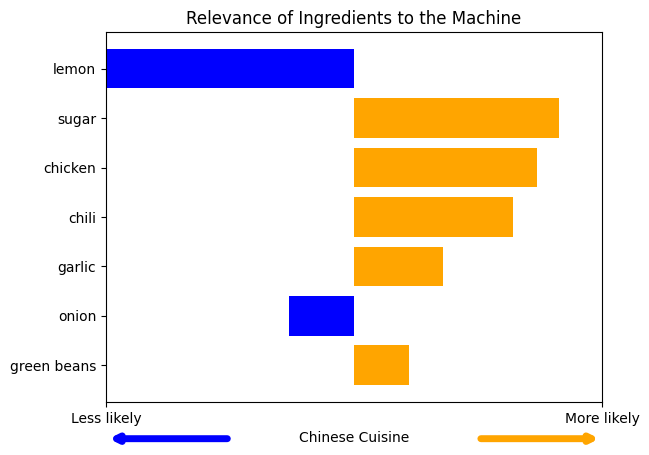 Relevance of Ingredients to the Machine
lemon
sugar
chicken
chili
garlic
onion
green beans
Less likely
More likely
Chinese Cuisine